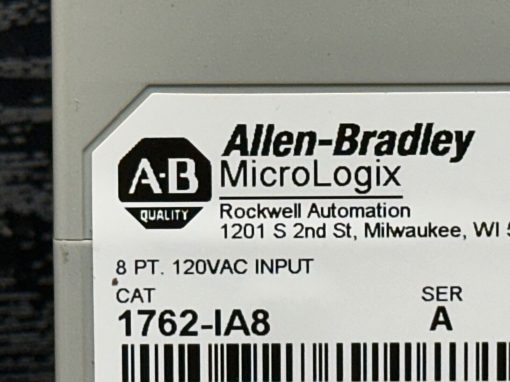 Allen-Bradley
A-B
QUALITY
MicroLogix
Rockwell Automation
1201 S 2nd St, Milwaukee, WI
8 PT. 120VAC INPUT
CAT SER
1762-IA8 A